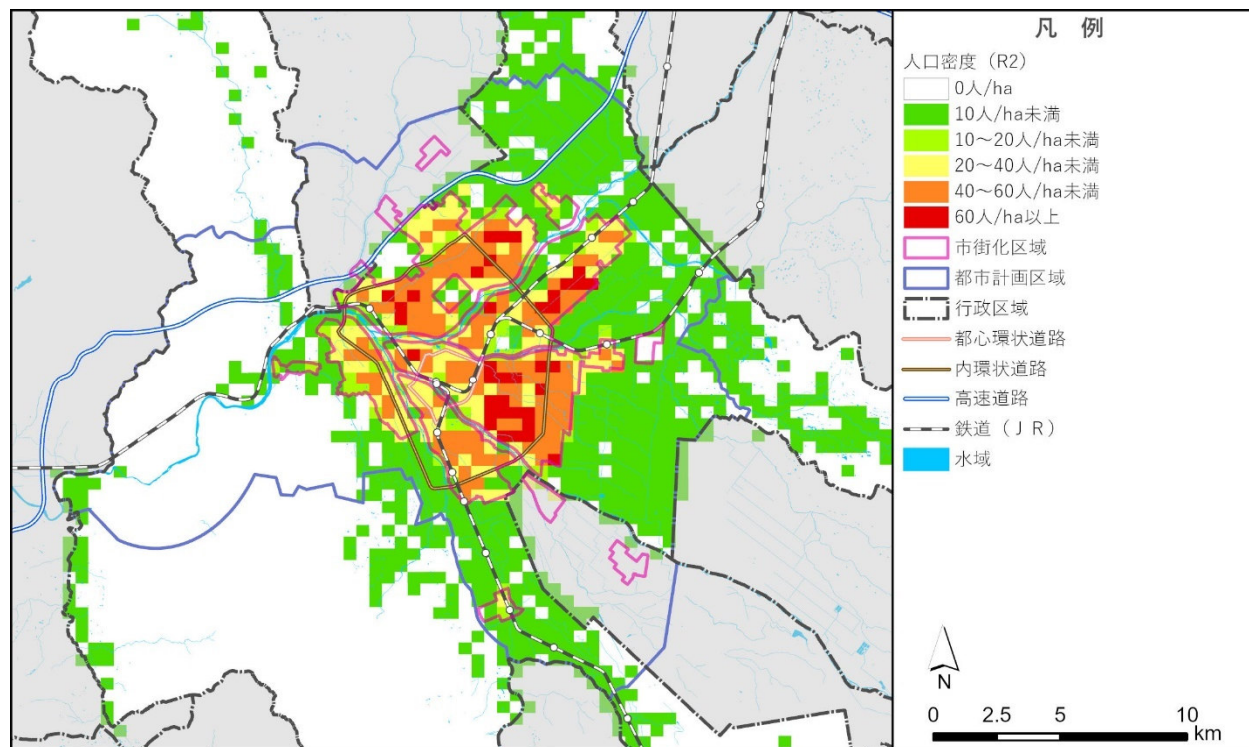 凡 例
人口密度（R2）
0人/ha
10人/ha未満
10～20人/ha未満
20～40人/ha未満
40～60人/ha未満
60人/ha以上
市街化区域
都市計画区域
行政区域
都心環状道路
内環状道路
高速道路
鉄道（ＪＲ）
水域
N
0 2.5 5 10
km